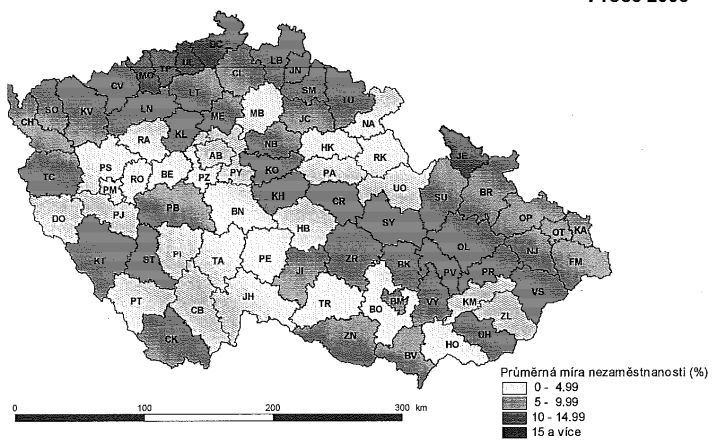 DC
UL
TP
MO
LB
CL
JN
SM
CV
LT
TU
SO
KV
LN
ME
MB
JC
NA
CH
RA
KL
NB
HK
RK
JE
AB
TC
PS
RO
BE
PZ
PY
KO
PA
SU
BR
PM
UO
KH
CR
DO
PJ
PB
BN
SY
OP
KA
HB
OT
OL
NJ
FM
KT
ST
PI
TA
PE
JI
ZR
BK
PV
PR
VS
PT
CB
JH
TR
BO
BM
VY
KM
ZL
CK
ZN
BV
HO
UH
Průměrná míra nezaměstnanosti (%)
0 - 4.99
5 - 9.99
10 - 14.99
15 a více
0 100 200 300 km